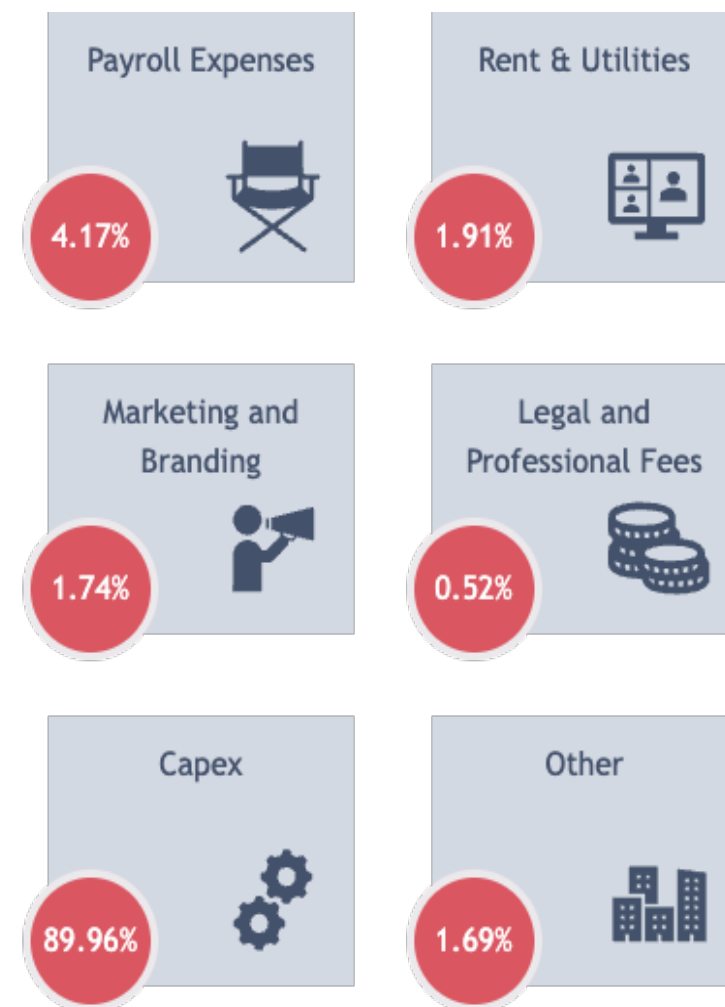 Payroll Expenses
4.17%
Rent & Utilities
1.91%
Marketing and
Branding
1.74%
Legal and
Professional Fees
0.52%
Capex
89.96%
Other
1.69%